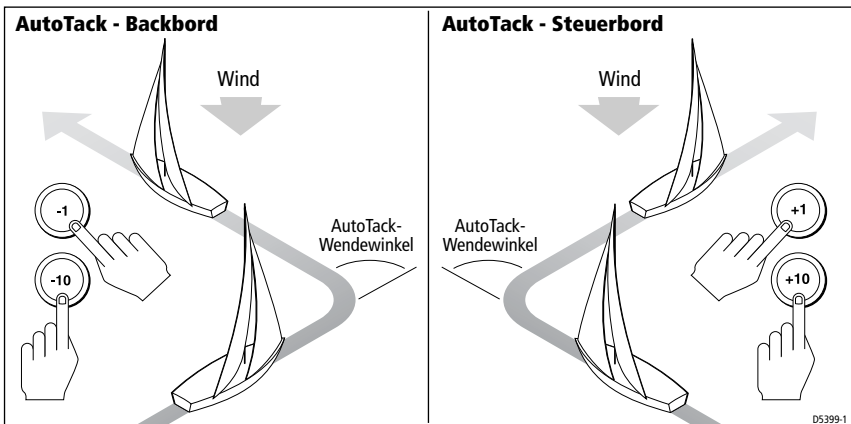 AutoTack - Backbord
Wind
-1
-10
AutoTack-
Wendewinkel
AutoTack - Steuerbord
Wind
AutoTack-
Wendewinkel
+1
+10
D5399-1